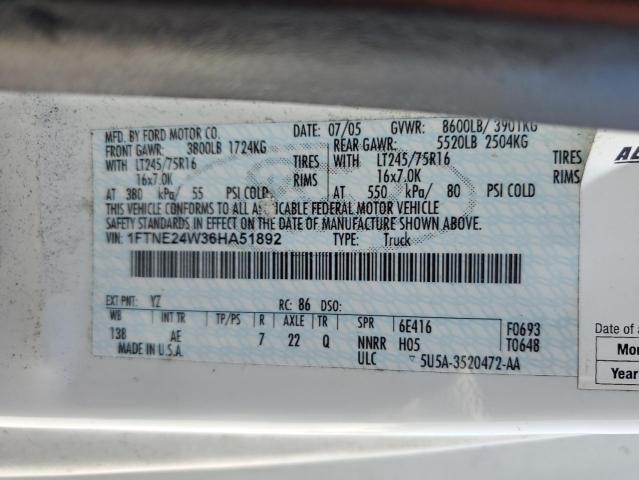 MFD. BY FORD MOTOR CO. DATE: 07/05 GVWR: 8600LB/ 3901KG
FRONT GAWR: 3800LB 1724KG REAR GAWR: 5520LB 2504KG
WITH LT245/75R16 TIRES WITH LT245/75R16 TIRES
16x7.0K RIMS 16x7.0K RIMS
AT 380 kPa/ 55 PSI COLD AT 550 kPa/ 80 PSI COLD
THIS VEHICLE CONFORMS TO ALL APPLICABLE FEDERAL MOTOR VEHICLE
SAFETY STANDARDS IN EFFECT ON THE DATE OF MANUFACTURE SHOWN ABOVE.
VIN: 1FTNE24W36HA51892 TYPE: Truck
EXT PNT: YZ RC: 86 DSO:
WB INT TR TP/PS R AXLE TR SPR 6E416 F0693
138 AE 7 22 Q NNRR H05 T0648
MADE IN U.S.A. ULC 5U5A-3520472-AA
Date of a
Mon
Year